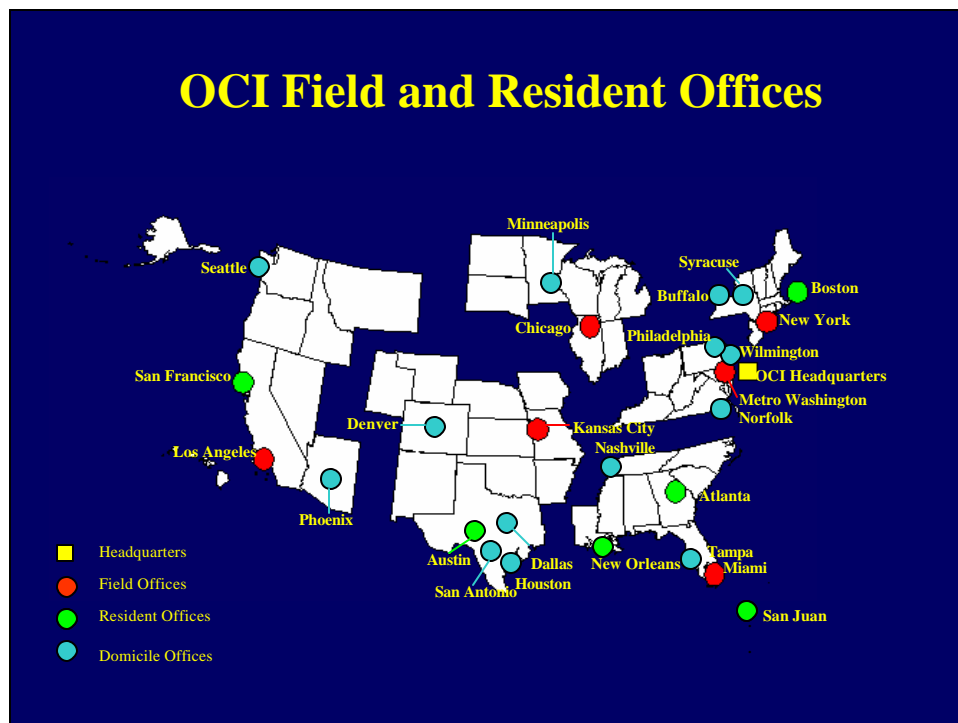 OCI Field and Resident Offices
Minneapolis
Syracuse
Seattle
Buffalo
Boston
Chicago
New York
Philadelphia
Wilmington
San Francisco
OCI Headquarters
Metro Washington
Norfolk
Denver
Kansas City
Nashville
Los Angeles
Atlanta
Phoenix
Austin
Dallas
New Orleans
Tampa
Miami
San Antonio
Houston
San Juan
Headquarters
Field Offices
Resident Offices
Domicile Offices